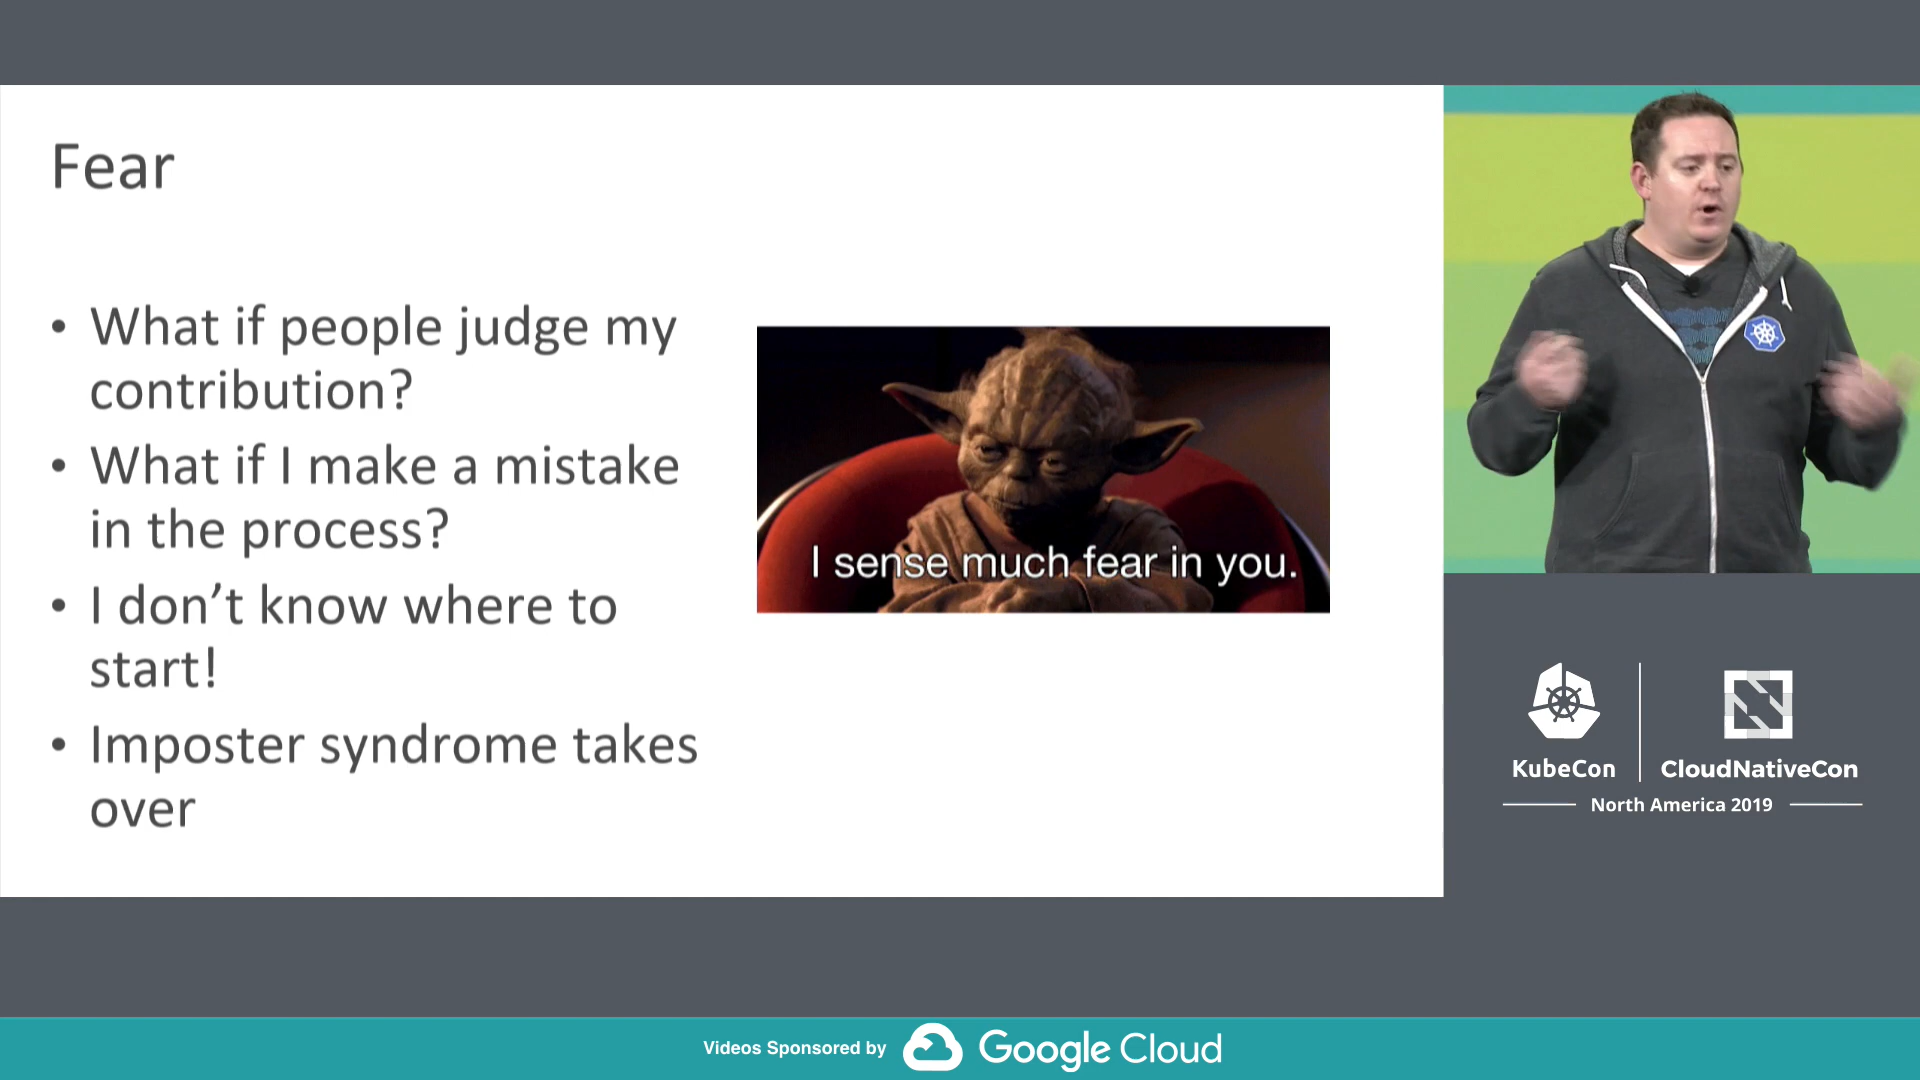 Fear
• What if people judge my
contribution?
• What if I make a mistake
in the process?
• I don’t know where to
start!
• Imposter syndrome takes
over
I sense much fear in you.
KubeCon
CloudNativeCon
North America 2019
Videos Sponsored by
Google Cloud